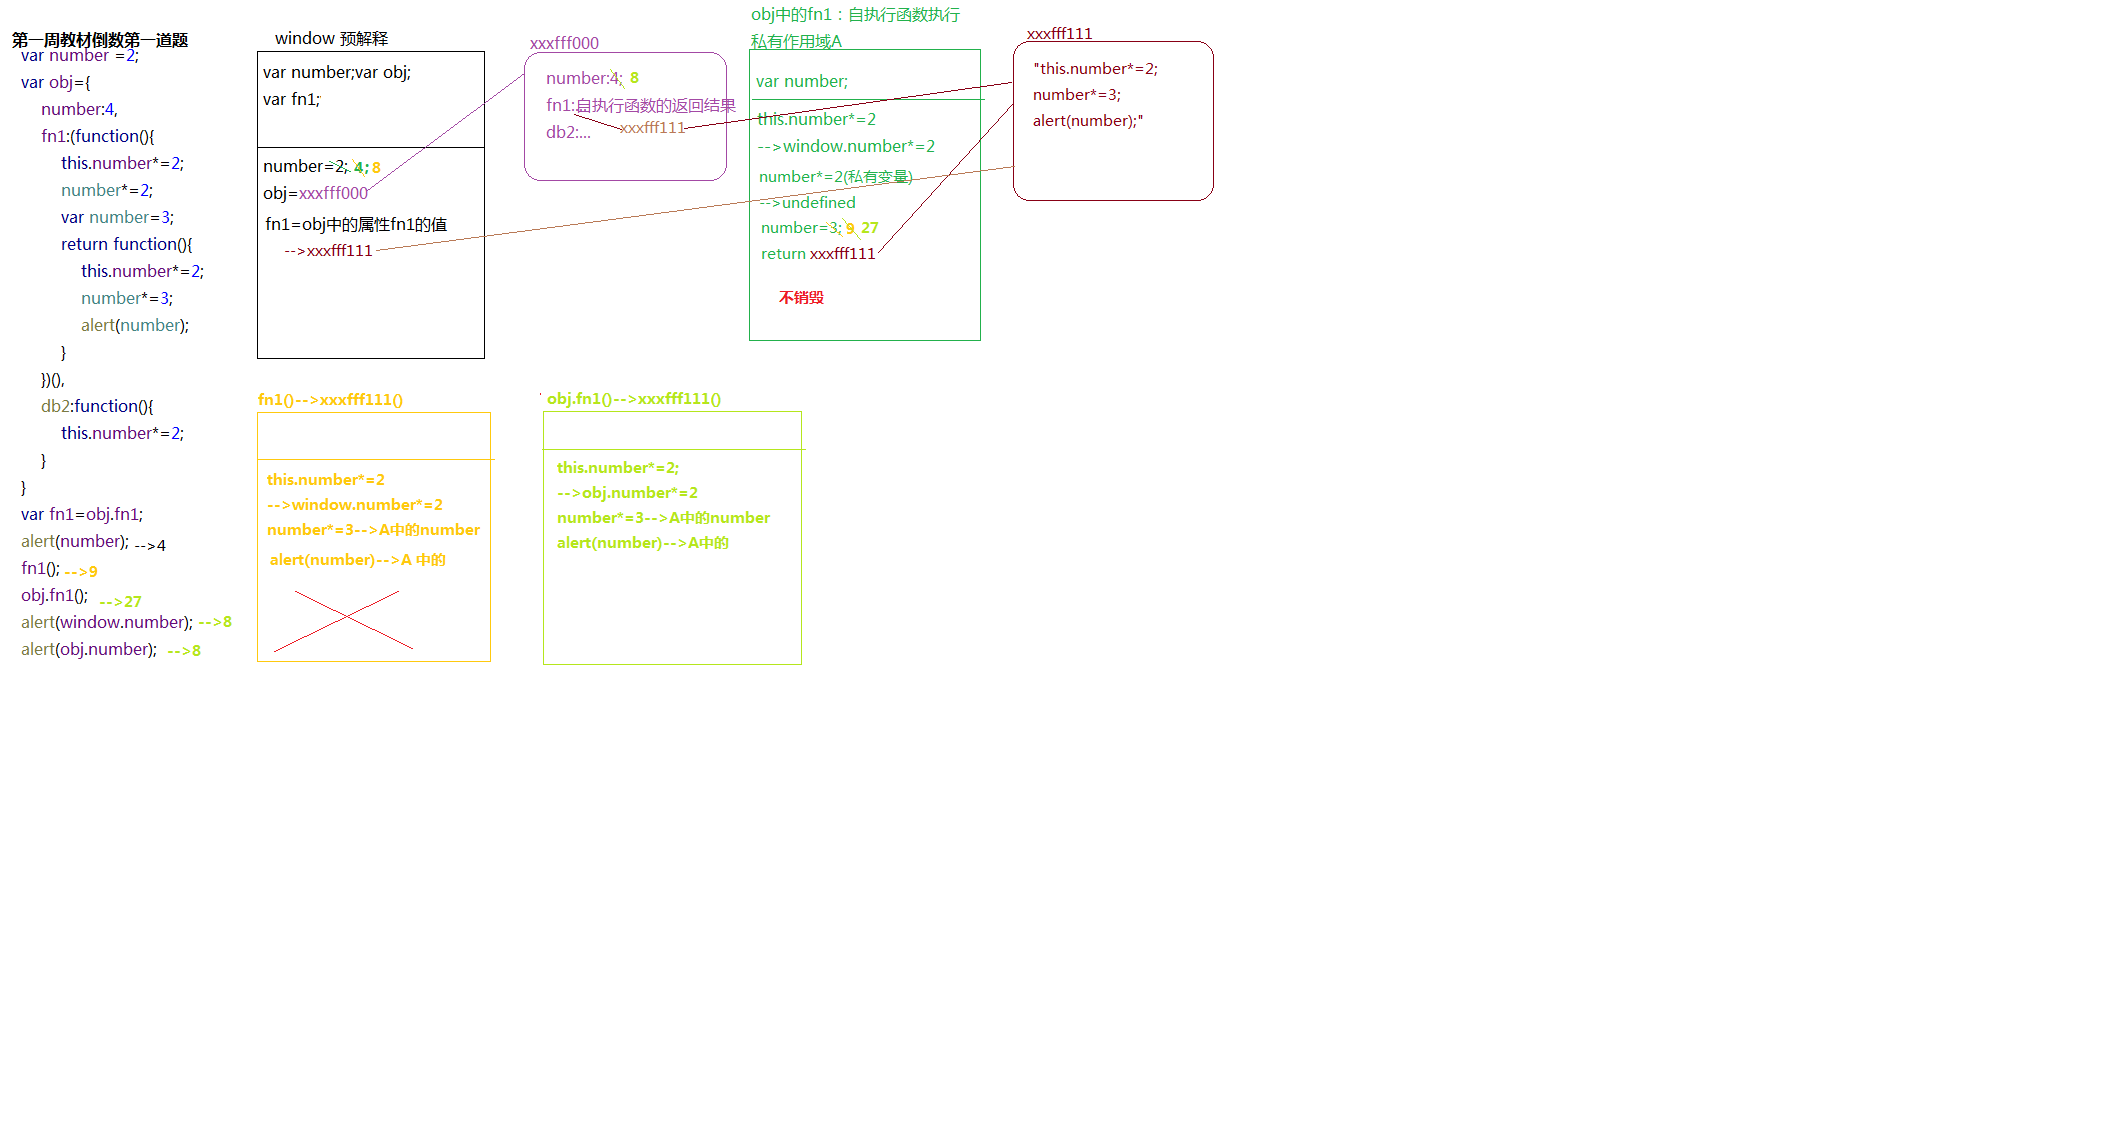 第一周教材倒数第一道题
var number =2;
var obj={
number:4,
fn1:(function(){
this.number*=2;
number*=2;
var number=3;
return function(){
this.number*=2;
number*=3;
alert(number);
}
})(),
db2:function(){
this.number*=2;
}
}
var fn1=obj.fn1;
alert(number); -->4
fn1(); -->9
obj.fn1(); -->27
alert(window.number); -->8
alert(obj.number); -->8
window 预解释
var number;var obj;
var fn1;
number=2; 4; 8
obj=xxxfff000
fn1=obj中的属性fn1的值
-->xxxfff111
xxxfff000
number:4; 8
fn1:自执行函数的返回结果
xxxfff111
db2:...
obj中的fn1：自执行函数执行
私有作用域A
var number;
this.number*=2
-->window.number*=2
number*=2(私有变量)
-->undefined
number=3; 9 27
return xxxfff111
不销毁
xxxfff111
"this.number*=2;
number*=3;
alert(number);"
fn1()-->xxxfff111()
this.number*=2
-->window.number*=2
number*=3-->A中的number
alert(number)-->A 中的
obj.fn1()-->xxxfff111()
this.number*=2;
-->obj.number*=2
number*=3-->A中的number
alert(number)-->A中的